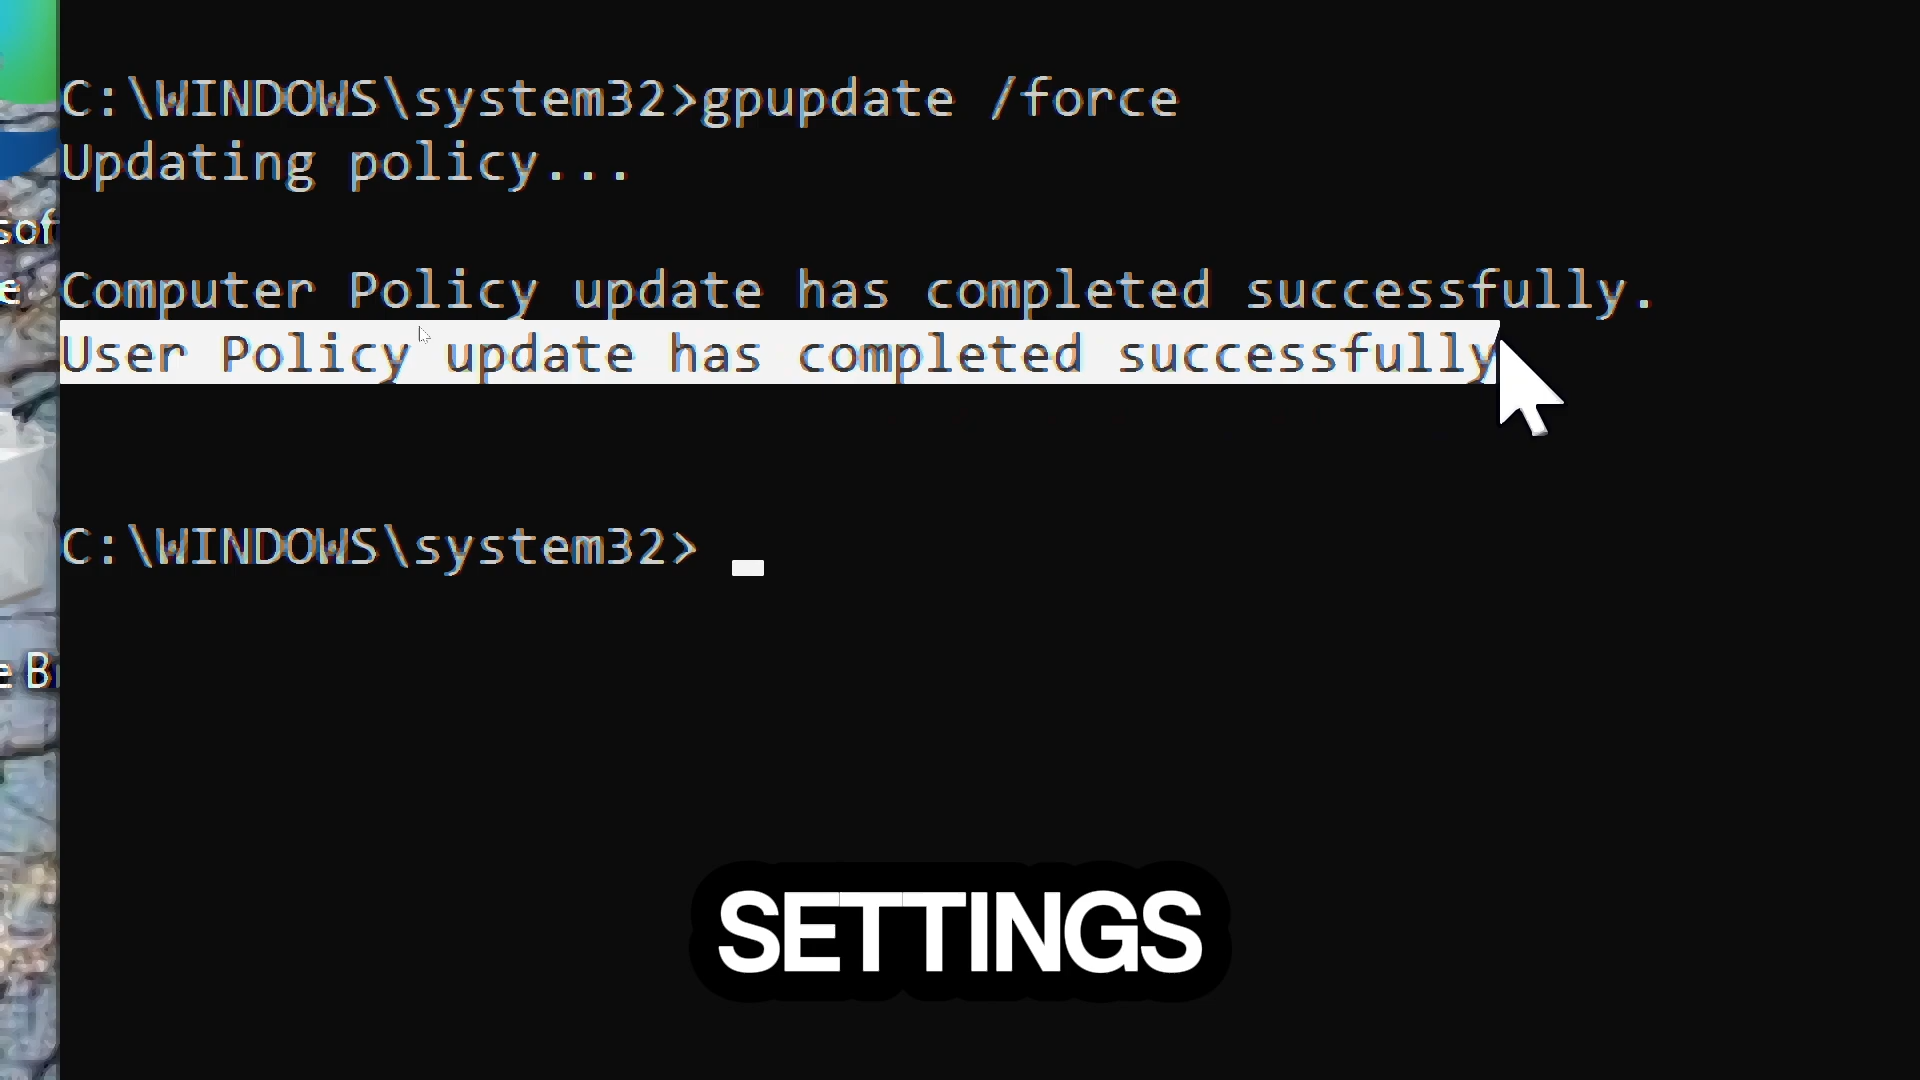 C:\WINDOWS\system32>gpupdate /force
Updating policy...
sof
Computer Policy update has completed successfully.
e
User Policy update has completed successfully
C:\WINDOWS\system32>
e B
SETTINGS